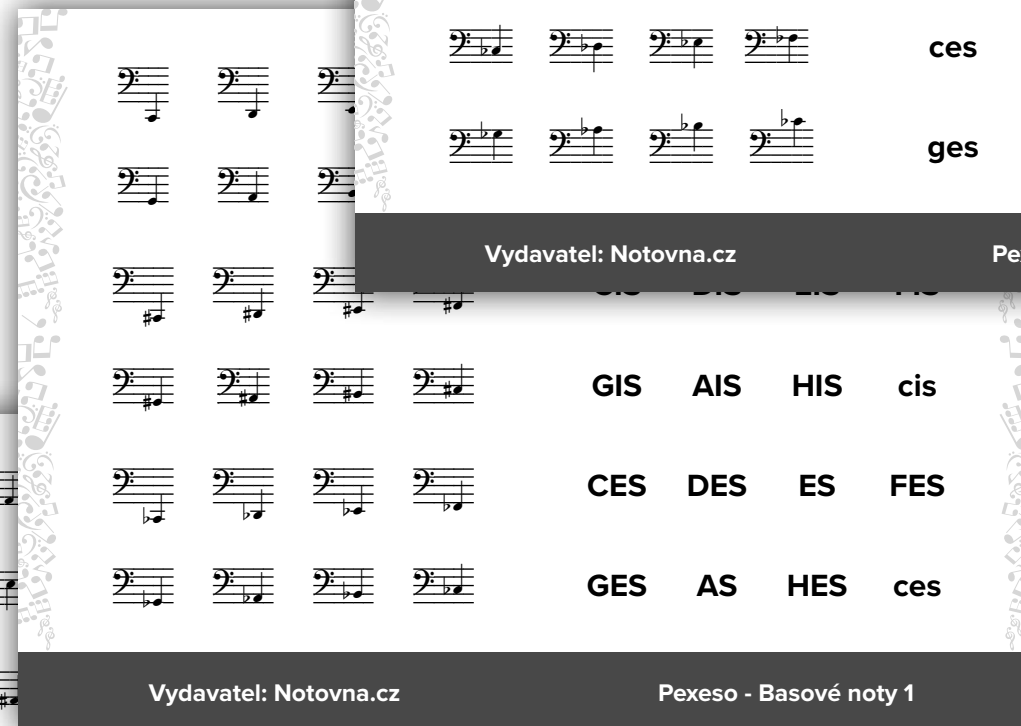 ces
ges
Vydavatel: Notovna.cz
GIS AIS HIS cis
CES DES ES FES
GES AS HES ces
Vydavatel: Notovna.cz Pexeso - Basové noty 1